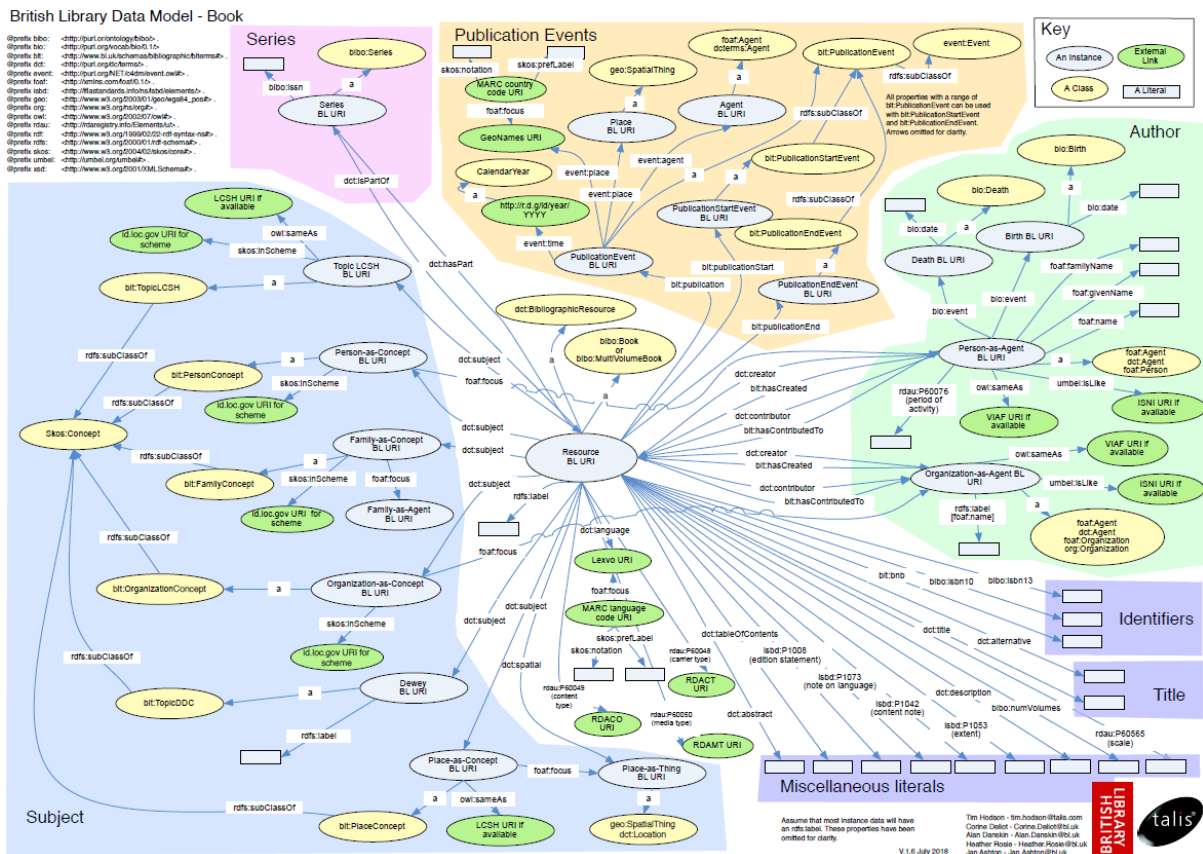 British Library Data Model - Book
@prefix bibo: <http://purl.org/ontology/bibo/> .
@prefix bio: <http://purl.org/vocab/bio/0.1/> .
@prefix blt: <http://www.bl.uk/schemas/bibliographic/blterms#> .
@prefix dct: <http://purl.org/dc/terms/> .
@prefix event: <http://purl.org/NET/c4dm/event.owl#> .
@prefix foaf: <http://xmlns.com/foaf/0.1/> .
@prefix isbd: <http://iflastandards.info/ns/isbd/elements/> .
@prefix geo: <http://www.w3.org/2003/01/geo/wgs84_pos#> .
@prefix org: <http://www.w3.org/ns/org#> .
@prefix owl: <http://www.w3.org/2002/07/owl#> .
@prefix rdau: <http://rdaregistry.info/Elements/u/> .
@prefix rdf: <http://www.w3.org/1999/02/22-rdf-syntax-ns#> .
@prefix rdfs: <http://www.w3.org/2000/01/rdf-schema#> .
@prefix skos: <http://www.w3.org/2004/02/skos/core#> .
@prefix umbel: <http://umbel.org/umbel#> .
@prefix xsd: <http://www.w3.org/2001/XMLSchema#> .
Series
bibo:Series
bibo:issn
a
Series
BL URI
dct:isPartOf
dct:hasPart
Publication Events
skos:notation
skos:prefLabel
MARC country
code URI
foaf:focus
GeoNames URI
geo:SpatialThing
a
Place
BL URI
foaf:Agent
dcterms:Agent
a
Agent
BL URI
blt:PublicationEvent
event:Event
rdfs:subClassOf
All properties with a range of
blt:PublicationEvent can be used
with blt:PublicationStartEvent
and blt:PublicationEndEvent.
Arrows omitted for clarity.
rdfs:subClassOf
CalendarYear
a
http://r.d.g/id/year/
YYYY
event:time
event:place
event:place
event:agent
a
blt:PublicationStartEvent
a
rdfs:subClassOf
PublicationStartEvent
BL URI
blt:PublicationEndEvent
PublicationEvent
BL URI
a
blt:publication
blt:publicationStart
PublicationEndEvent
BL URI
blt:publicationEnd
Key
An Instance
External
Link
A Class
A Literal
Author
bio:Birth
bio:Death
a
bio:date
bio:date
a
Birth BL URI
Death BL URI
foaf:familyName
foaf:givenName
foaf:name
bio:event
bio:event
Person-as-Agent
BL URI
a
foaf:Agent
dct:Agent
foaf:Person
rdau:P60076
(period of
activity)
owl:sameAs
umbel:isLike
VIAF URI if
available
ISNI URI if
available
VIAF URI if
available
owl:sameAs
Organization-as-Agent BL
URI
umbel:isLike
ISNI URI if
available
rdfs:label
[foaf:name]
a
foaf:Agent
dct:Agent
foaf:Organization
org:Organization
LCSH URI if
available
owl:sameAs
id.loc.gov URI for
scheme
skos:inScheme
Topic LCSH
BL URI
blt:TopicLCSH
a
rdfs:subClassOf
Person-as-Concept
BL URI
a
blt:PersonConcept
skos:inScheme
id.loc.gov URI for
scheme
rdfs:subClassOf
Skos:Concept
Family-as-Concept
BL URI
rdfs:subClassOf
a
blt:FamilyConcept
skos:inScheme
foaf:focus
id.loc.gov URI for
scheme
Family-as-Agent
BL URI
rdfs:subClassOf
Organization-as-Concept
BL URI
blt:OrganizationConcept
a
skos:inScheme
id.loc.gov URI for
scheme
rdfs:subClassOf
Dewey
BL URI
a
blt:TopicDDC
rdfs:label
Place-as-Concept
BL URI
foaf:focus
Place-as-Thing
BL URI
rdfs:subClassOf
a
owl:sameAs
a
blt:PlaceConcept
LCSH URI if
available
geo:SpatialThing
dct:Location
Subject
dct:BibliographicResource
a
bibo:Book
or
bibo:MultiVolumeBook
a
dct:subject
foaf:focus
dct:subject
dct:subject
dct:subject
Resource
BL URI
dct:creator
blt:hasCreated
dct:contributor
blt:hasContributedTo
dct:creator
blt:hasCreated
dct:contributor
blt:hasContributedTo
rdfs:label
foaf:focus
dct:language
Lexvo URI
foaf:focus
MARC language
code URI
skos:prefLabel
skos:notation
dct:subject
dct:subject
dct:spatial
rdau:P60049
(content
type)
RDACO
URI
rdau:P60048
(carrier type)
RDACT
URI
rdau:P60050
(media type)
RDAMT URI
dct:tableOfContents
dct:abstract
isbd:P1008
(edition statement)
isbd:P1073
(note on language)
isbd:P1042
(content note)
isbd:P1053
(extent)
dct:description
bibo:numVolumes
rdau:P60565
(scale)
blt:bnb
bibo:isbn10
bibo:isbn13
dct:title
dct:alternative
Identifiers
Title
Miscellaneous literals
Assume that most instance data will have
an rdfs:label. These properties have been
omitted for clarity.
V.1.6 July 2018
Tim Hodson - tim.hodson@talis.com
Corine Deliot - Corine.Deliot@bl.uk
Alan Danskin - Alan.Danskin@bl.uk
Heather Rosie - Heather.Rosie@bl.uk
Jan Ashton - Jan.Ashton@bl.uk
BRITISH
LIBRARY
talis